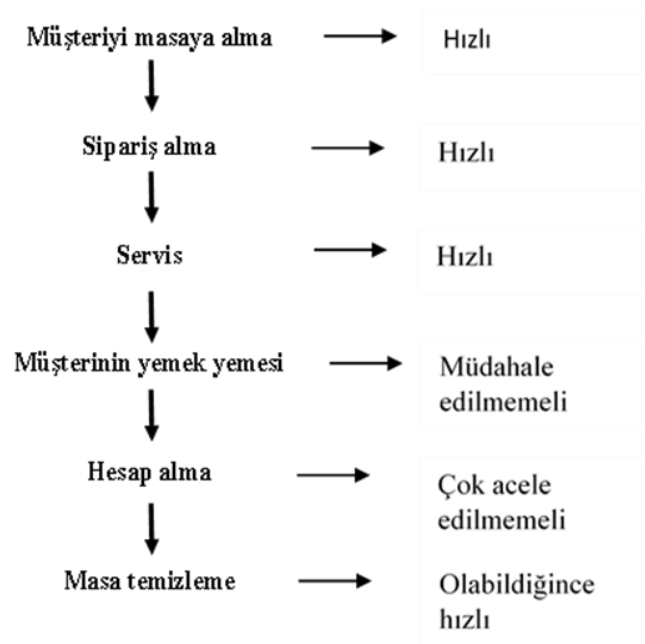 Müşteriyi masaya alma
Hızlı
Sipariş alma
Hızlı
Servis
Hızlı
Müşterinin yemek yemesi
Müdahale
edilmemeli
Hesap alma
Çok acele
edilmemeli
Masa temizleme
Olabildiğince
hızlı